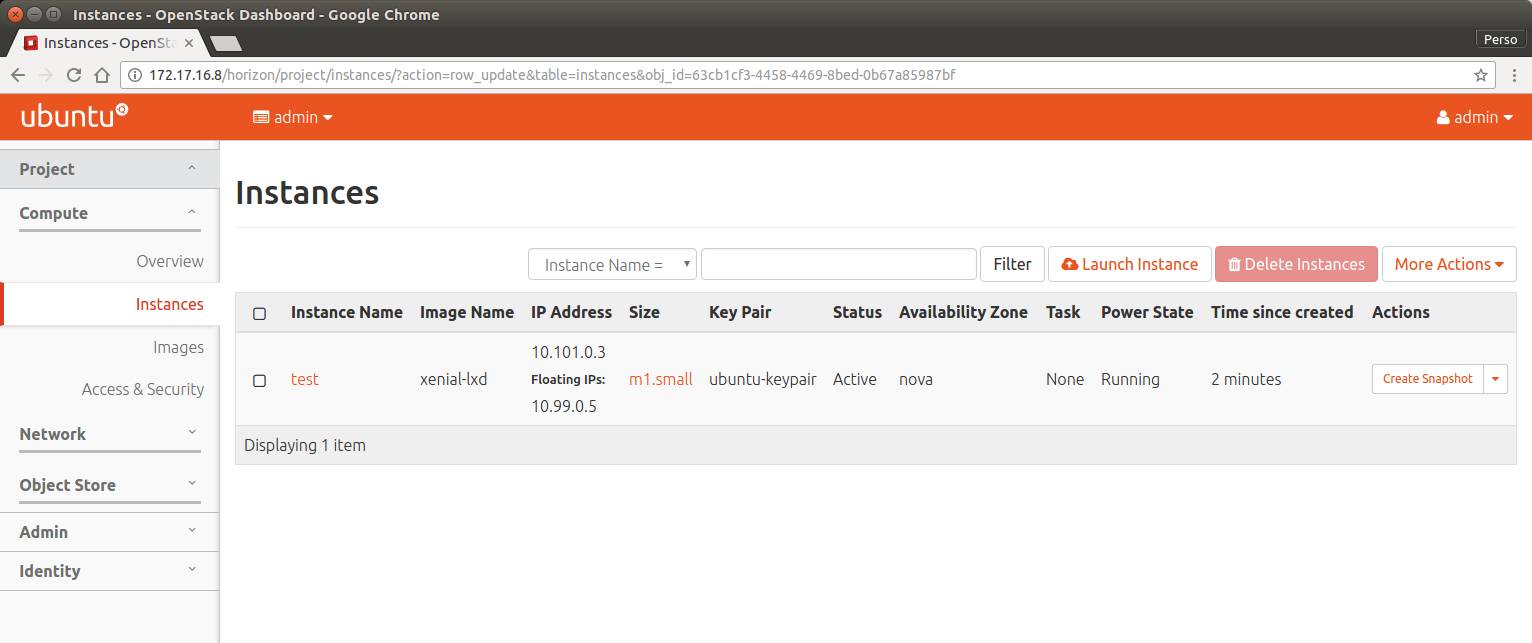 Instances - OpenStack Dashboard - Google Chrome
Instances - OpenSta
Perso
172.17.16.8/horizon/project/instances/?action=row_update&table=instances&obj_id=63cb1cf3-4458-4469-8bed-0b67a85987bf
ubuntu admin admin
Project
Instances
Compute
Overview
Instance Name = Filter Launch Instance Delete Instances More Actions
Instances
Instance Name Image Name IP Address Size Key Pair Status Availability Zone Task Power State Time since created Actions
Images
10.101.0.3
test xenial-lxd Floating IPs: m1.small ubuntu-keypair Active nova None Running 2 minutes Create Snapshot
10.99.0.5
Access & Security
Network
Displaying 1 item
Object Store
Admin
Identity